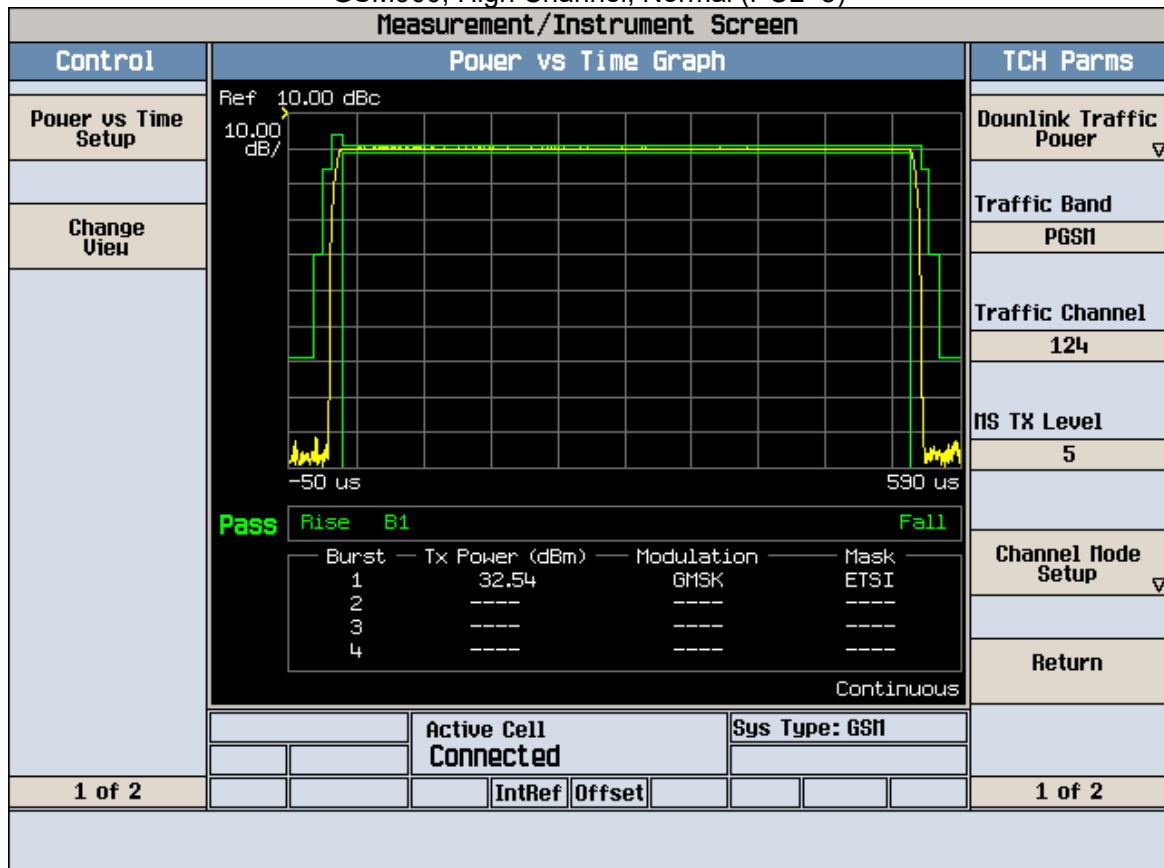 Measurement/Instrument Screen
Control
Power vs Time Graph
TCH Parms
Power vs Time
Setup
Change
View
1 of 2
Ref 10.00 dBc
10.00
dB/
-50 us
590 us
Pass
Rise B1
Fall
Burst Tx Power (dBm) Modulation Mask
1 32.54 GMSK ETSI
2 ---- ---- ----
3 ---- ---- ----
4 ---- ---- ----
Continuous
Active Cell
Connected
Sys Type: GSM
IntRef Offset
Downlink Traffic
Power
Traffic Band
PGSM
Traffic Channel
124
MS TX Level
5
Channel Mode
Setup
Return
1 of 2